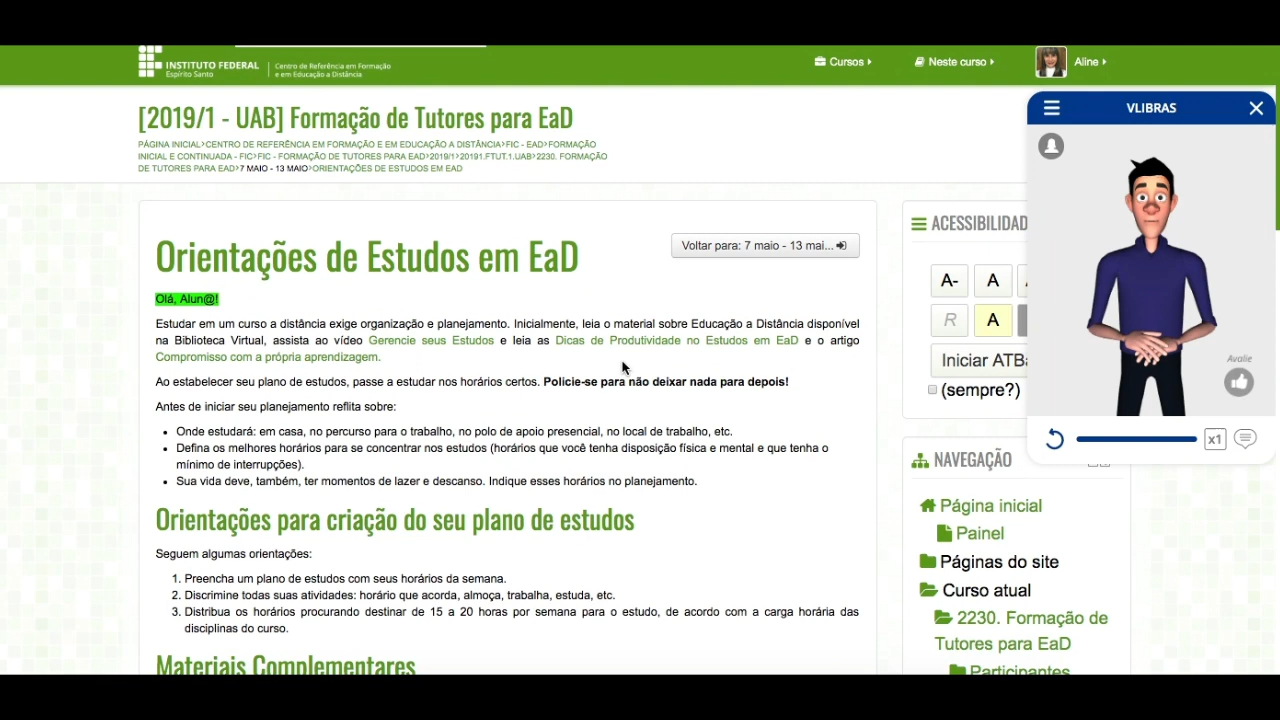 INSTITUTO FEDERAL
Espírito Santo
Centro de Referência em Formação
e em Educação a Distância
Cursos
Neste curso
Aline
[2019/1 - UAB] Formação de Tutores para EaD
PÁGINA INICIAL>CENTRO DE REFERÊNCIA EM FORMAÇÃO E EM EDUCAÇÃO A DISTÂNCIA>FIC - EAD>FORMAÇÃO
INICIAL E CONTINUADA - FIC>FIC - FORMAÇÃO DE TUTORES PARA EAD>2019/1>20191.FTUT.1.UAB>2230. FORMAÇÃO
DE TUTORES PARA EAD>7 MAIO - 13 MAIO>ORIENTAÇÕES DE ESTUDOS EM EAD
Orientações de Estudos em EaD
Voltar para: 7 maio - 13 mai...
Olá, Alun@!
Estudar em um curso a distância exige organização e planejamento. Inicialmente, leia o material sobre Educação a Distância disponível
na Biblioteca Virtual, assista ao vídeo Gerencie seus Estudos e leia as Dicas de Produtividade no Estudos em EaD e o artigo
Compromisso com a própria aprendizagem.
Ao estabelecer seu plano de estudos, passe a estudar nos horários certos. Policie-se para não deixar nada para depois!
Antes de iniciar seu planejamento reflita sobre:
• Onde estudará: em casa, no percurso para o trabalho, no polo de apoio presencial, no local de trabalho, etc.
• Defina os melhores horários para se concentrar nos estudos (horários que você tenha disposição física e mental e que tenha o
mínimo de interrupções).
• Sua vida deve, também, ter momentos de lazer e descanso. Indique esses horários no planejamento.
Orientações para criação do seu plano de estudos
Seguem algumas orientações:
1. Preencha um plano de estudos com seus horários da semana.
2. Discrimine todas suas atividades: horário que acorda, almoça, trabalha, estuda, etc.
3. Distribua os horários procurando destinar de 15 a 20 horas por semana para o estudo, de acordo com a carga horária das
disciplinas do curso.
Materiais Complementares
ACESSIBILIDAD
A-
A
R
A
Iniciar ATBa
(sempre?)
NAVEGAÇÃO
Página inicial
Painel
Páginas do site
Curso atual
2230. Formação de
Tutores para EaD
Participantes
VLIBRAS
Avalie
x1